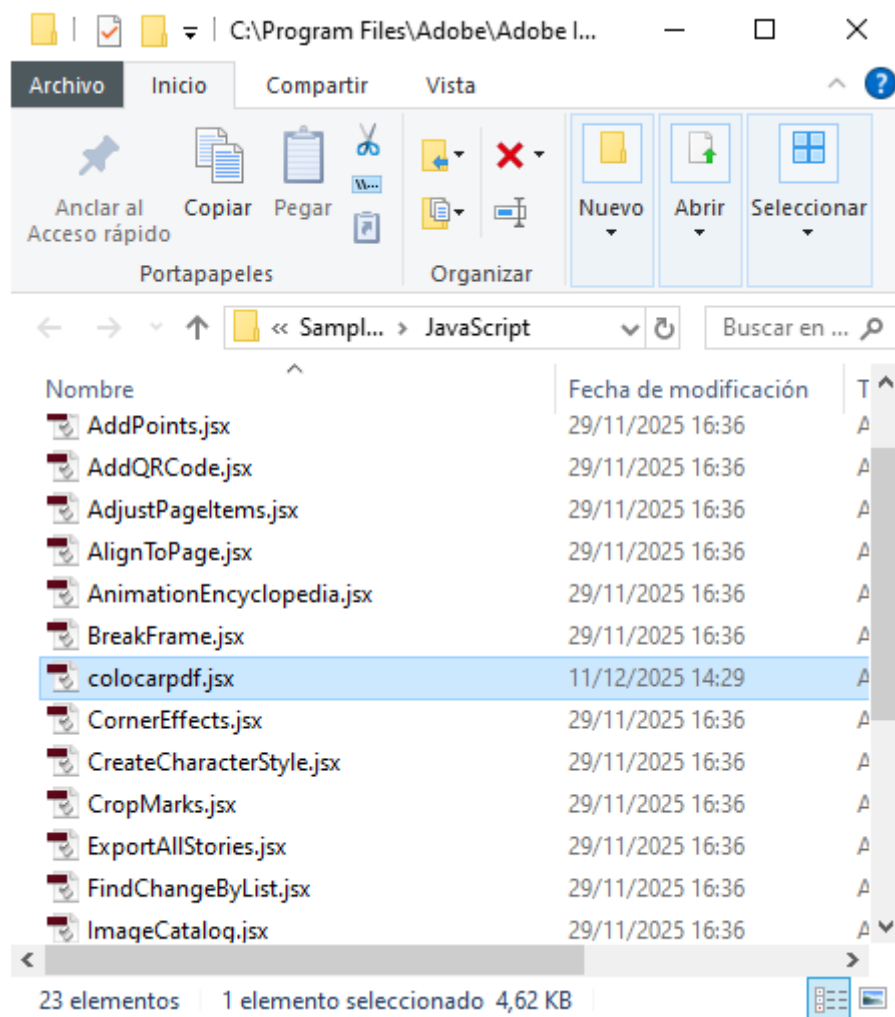 C:\Program Files\Adobe\Adobe I...
Archivo Inicio Compartir Vista
Anclar al
Acceso rápido
Copiar Pegar
Nuevo Abrir Seleccionar
Portapapeles Organizar
« Sampl... › JavaScript Buscar en ...
Nombre Fecha de modificación T
AddPoints.jsx 29/11/2025 16:36 A
AddQRCode.jsx 29/11/2025 16:36 A
AdjustPageItems.jsx 29/11/2025 16:36 A
AlignToPage.jsx 29/11/2025 16:36 A
AnimationEncyclopedia.jsx 29/11/2025 16:36 A
BreakFrame.jsx 29/11/2025 16:36 A
colocarpdf.jsx 11/12/2025 14:29 A
CornerEffects.jsx 29/11/2025 16:36 A
CreateCharacterStyle.jsx 29/11/2025 16:36 A
CropMarks.jsx 29/11/2025 16:36 A
ExportAllStories.jsx 29/11/2025 16:36 A
FindChangeByList.jsx 29/11/2025 16:36 A
ImageCatalog.jsx 29/11/2025 16:36 A
23 elementos 1 elemento seleccionado 4,62 KB